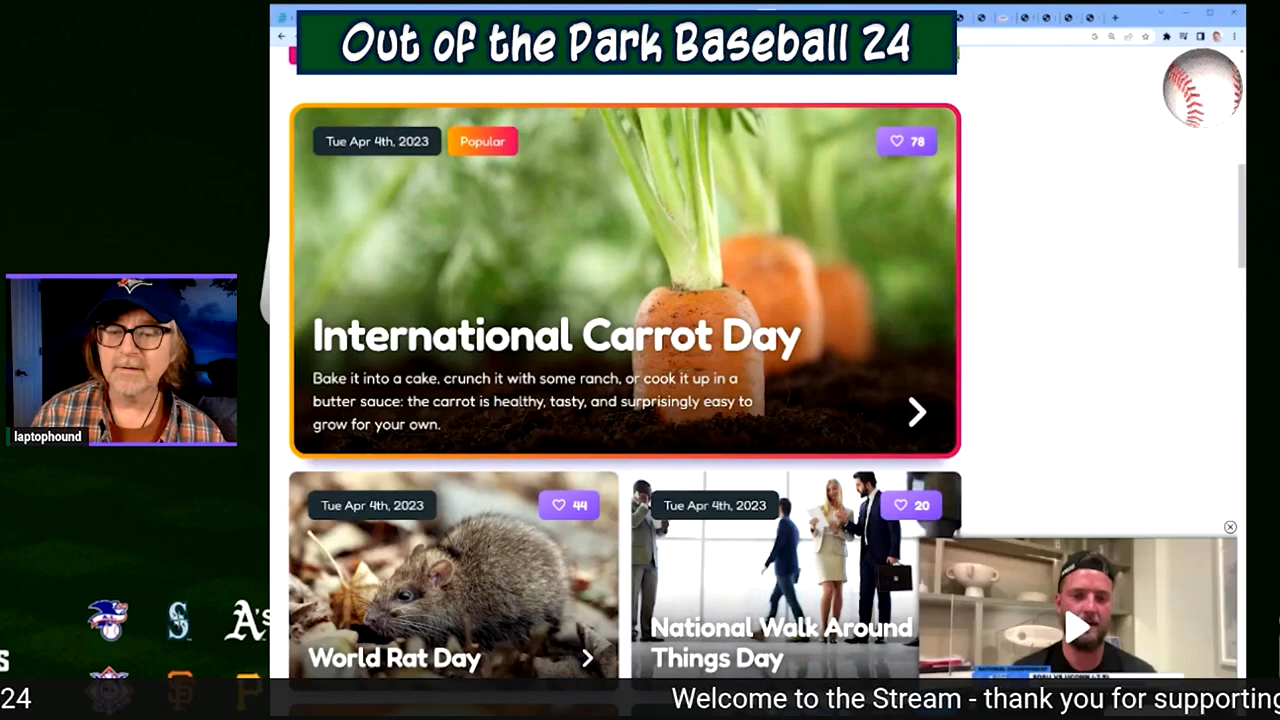 Out of the Park Baseball 24
Tue Apr 4th, 2023
Popular
78
International Carrot Day
Bake it into a cake, crunch it with some ranch, or cook it up in a
butter sauce: the carrot is healthy, tasty, and surprisingly easy to
grow for your own.
laptophound
Tue Apr 4th, 2023
44
Tue Apr 4th, 2023
20
World Rat Day
National Walk Around
Things Day
S
A's
s
NATIONAL CHAMPIONSHIP
24
Welcome to the Stream - thank you for supporting